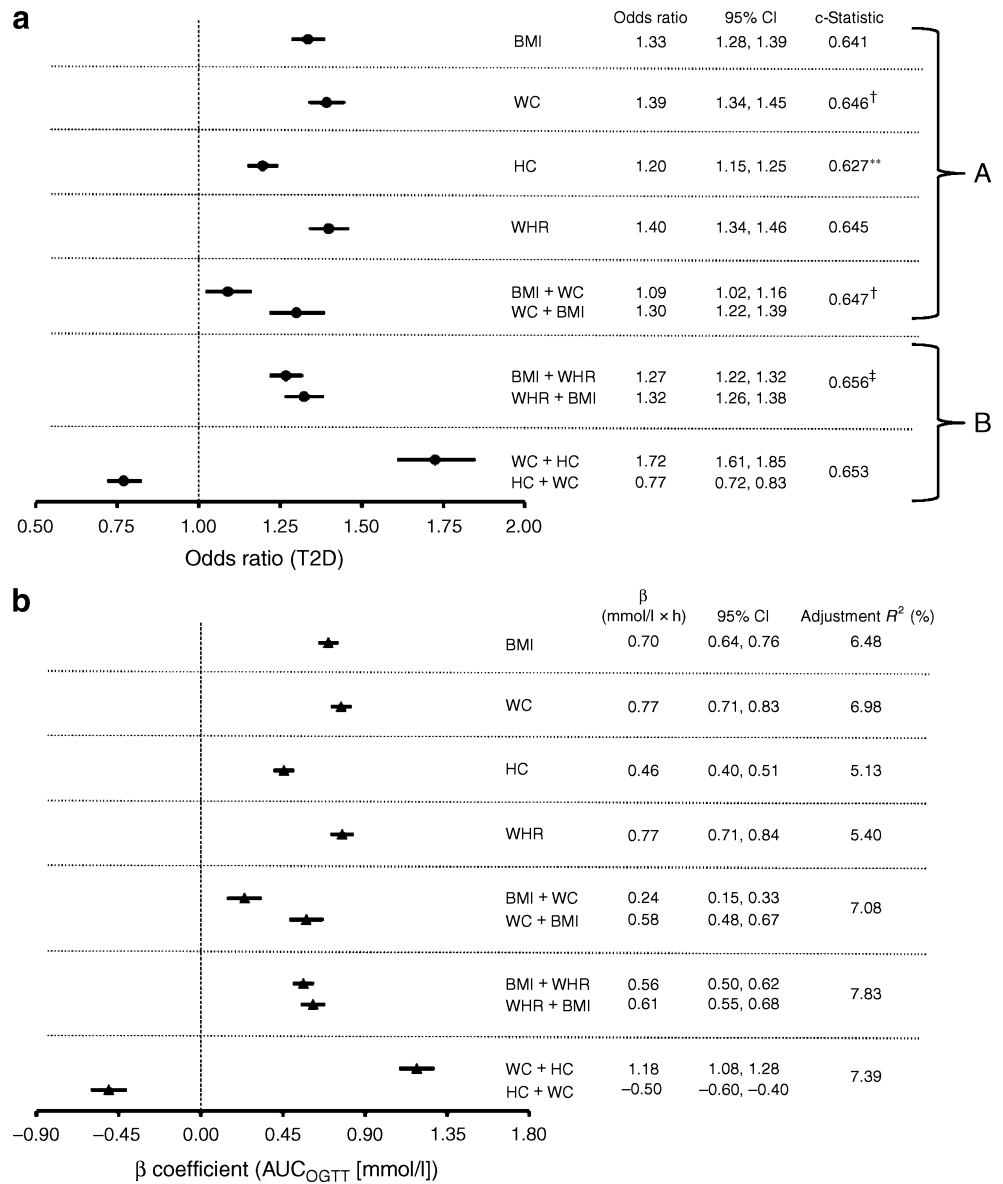 a
Odds ratio 95% CI c-Statistic
BMI 1.33 1.28, 1.39 0.641
WC 1.39 1.34, 1.45 0.646†
HC 1.20 1.15, 1.25 0.627**
A
WHR 1.40 1.34, 1.46 0.645
BMI + WC 1.09 1.02, 1.16
0.647†
WC + BMI 1.30 1.22, 1.39
BMI + WHR 1.27 1.22, 1.32
0.656‡
WHR + BMI 1.32 1.26, 1.38
B
WC + HC 1.72 1.61, 1.85
0.653
HC + WC 0.77 0.72, 0.83
0.50 0.75 1.00 1.25 1.50 1.75 2.00
Odds ratio (T2D)
b
β
(mmol/l × h) 95% CI Adjustment R² (%)
BMI 0.70 0.64, 0.76 6.48
WC 0.77 0.71, 0.83 6.98
HC 0.46 0.40, 0.51 5.13
WHR 0.77 0.71, 0.84 5.40
BMI + WC 0.24 0.15, 0.33
7.08
WC + BMI 0.58 0.48, 0.67
BMI + WHR 0.56 0.50, 0.62
7.83
WHR + BMI 0.61 0.55, 0.68
WC + HC 1.18 1.08, 1.28
7.39
HC + WC –0.50 –0.60, –0.40
–0.90 –0.45 0.00 0.45 0.90 1.35 1.80
β coefficient (AUCOGTT [mmol/l])